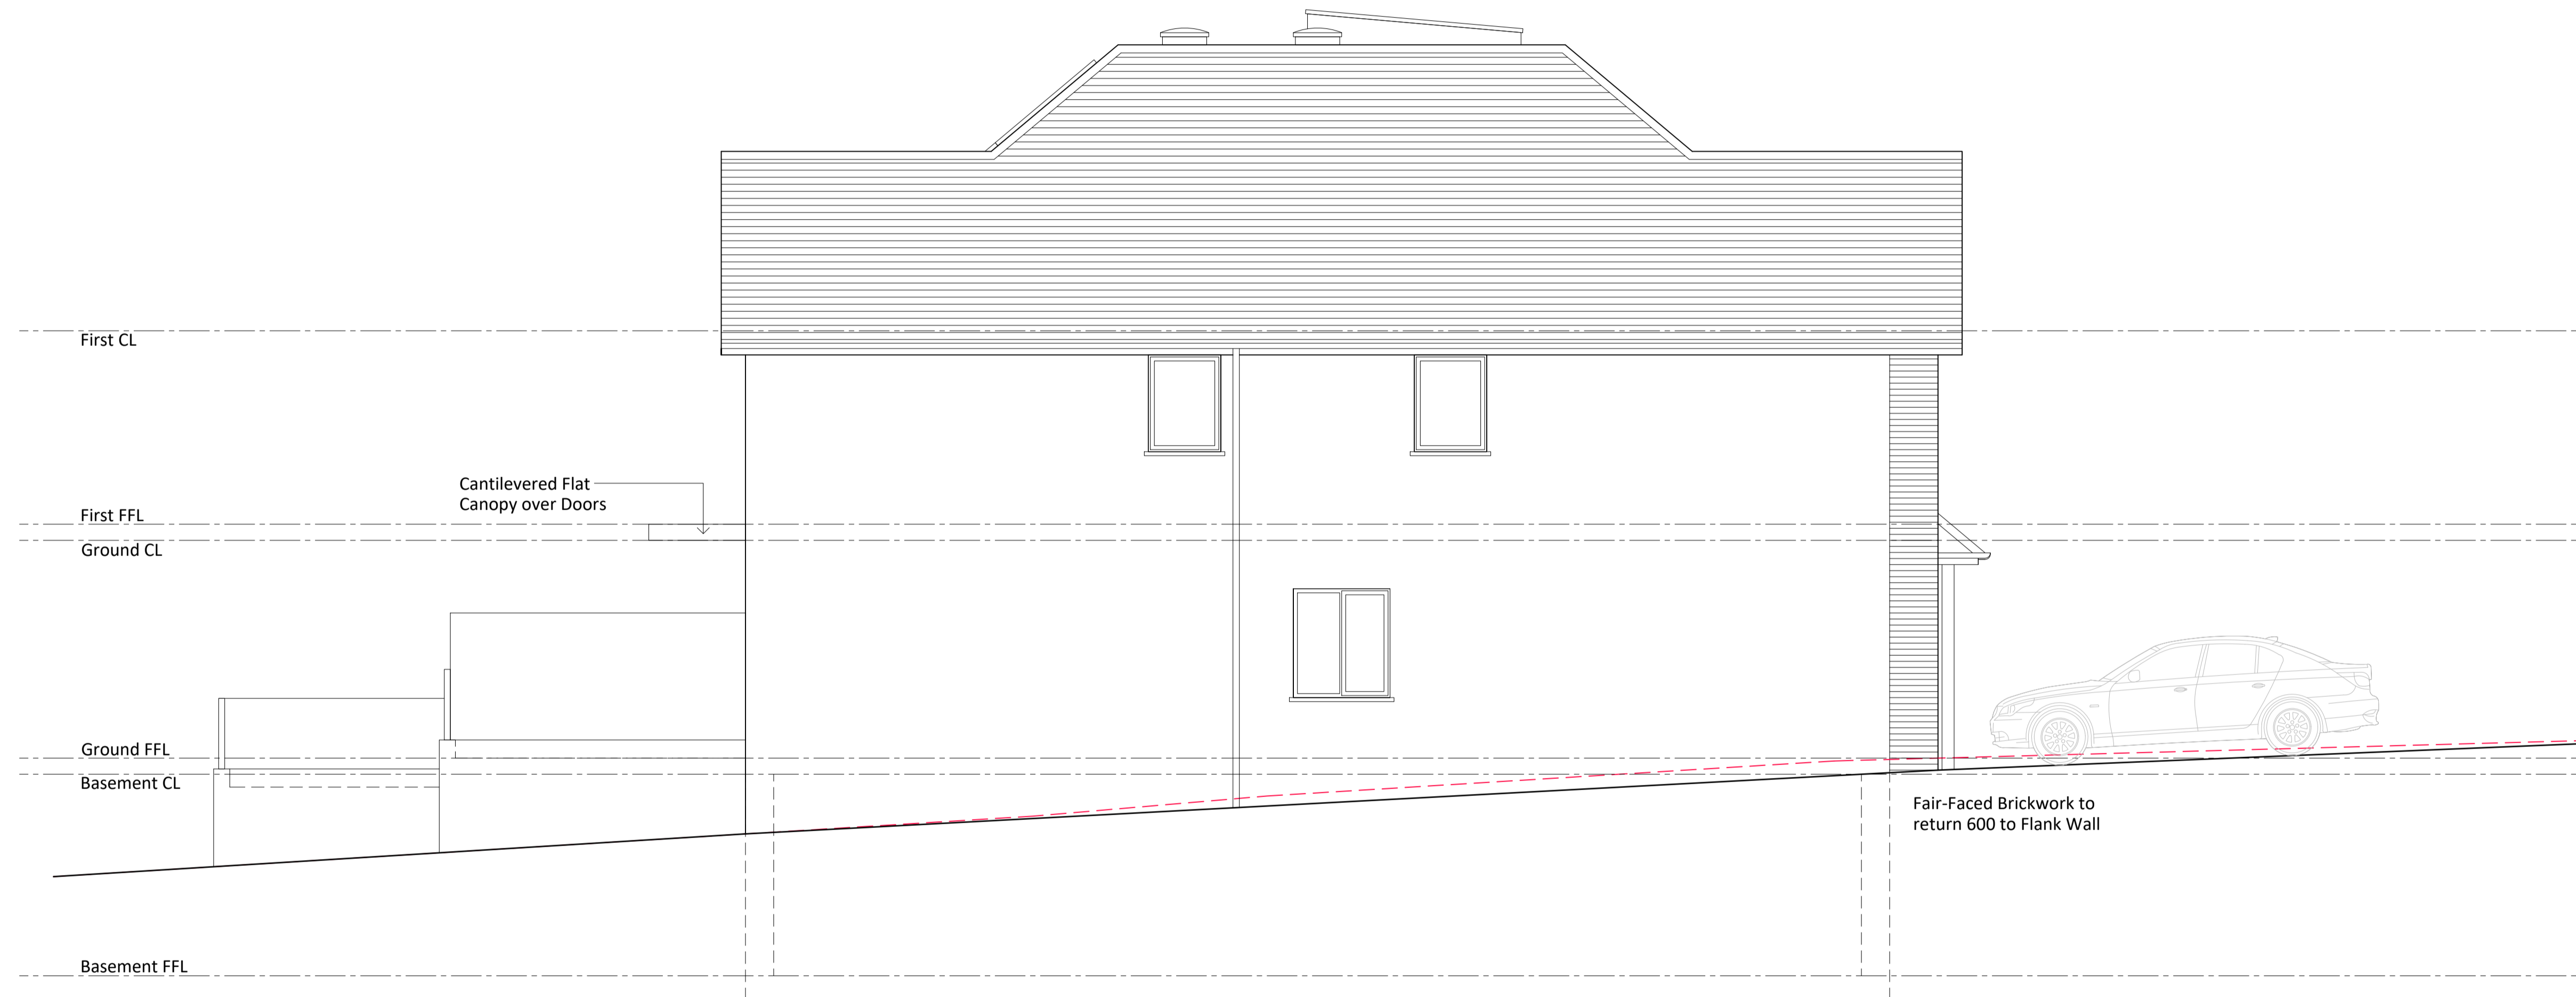 First CL
Cantilevered Flat
Canopy over Doors
First FFL
Ground CL
Ground FFL
Basement CL
Fair-Faced Brickwork to
return 600 to Flank Wall
Basement FFL